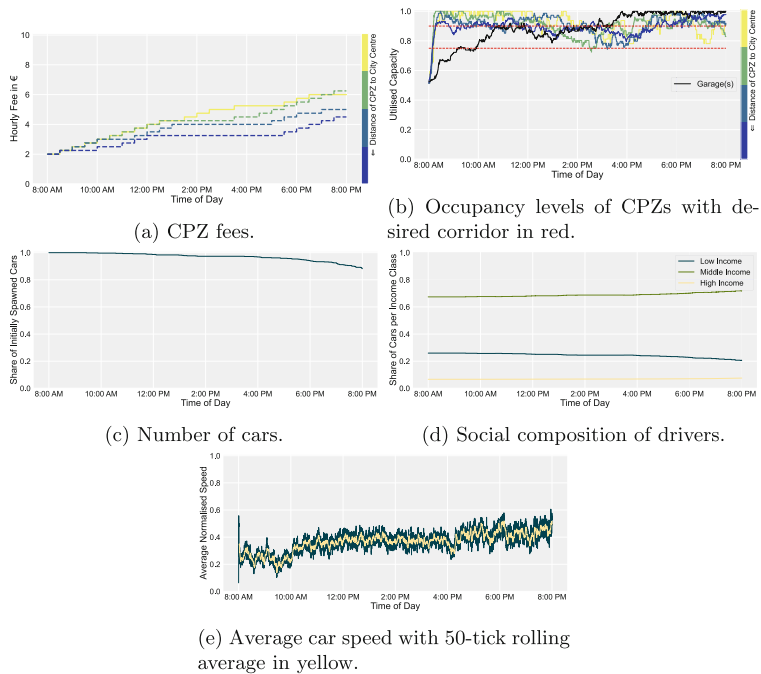 Hourly Fee in €
10
8
6
4
2
0
8:00 AM 10:00 AM 12:00 PM 2:00 PM 4:00 PM 6:00 PM 8:00 PM
Time of Day
⇐ Distance of CPZ to City Centre
(a) CPZ fees.
Utilised Capacity
1.0
0.8
0.6
0.4
0.2
0.0
Garage(s)
8:00 AM 10:00 AM 12:00 PM 2:00 PM 4:00 PM 6:00 PM 8:00 PM
Time of Day
⇐ Distance of CPZ to City Centre
(b) Occupancy levels of CPZs with de-
sired corridor in red.
Share of Initially Spawned Cars
1.0
0.8
0.6
0.4
0.2
0.0
8:00 AM 10:00 AM 12:00 PM 2:00 PM 4:00 PM 6:00 PM 8:00 PM
Time of Day
(c) Number of cars.
Share of Cars per Income Class
1.0
0.8
0.6
0.4
0.2
0.0
Low Income
Middle Income
High Income
8:00 AM 10:00 AM 12:00 PM 2:00 PM 4:00 PM 6:00 PM 8:00 PM
Time of Day
(d) Social composition of drivers.
Average Normalised Speed
1.0
0.8
0.6
0.4
0.2
0.0
8:00 AM 10:00 AM 12:00 PM 2:00 PM 4:00 PM 6:00 PM 8:00 PM
Time of Day
(e) Average car speed with 50-tick rolling
average in yellow.